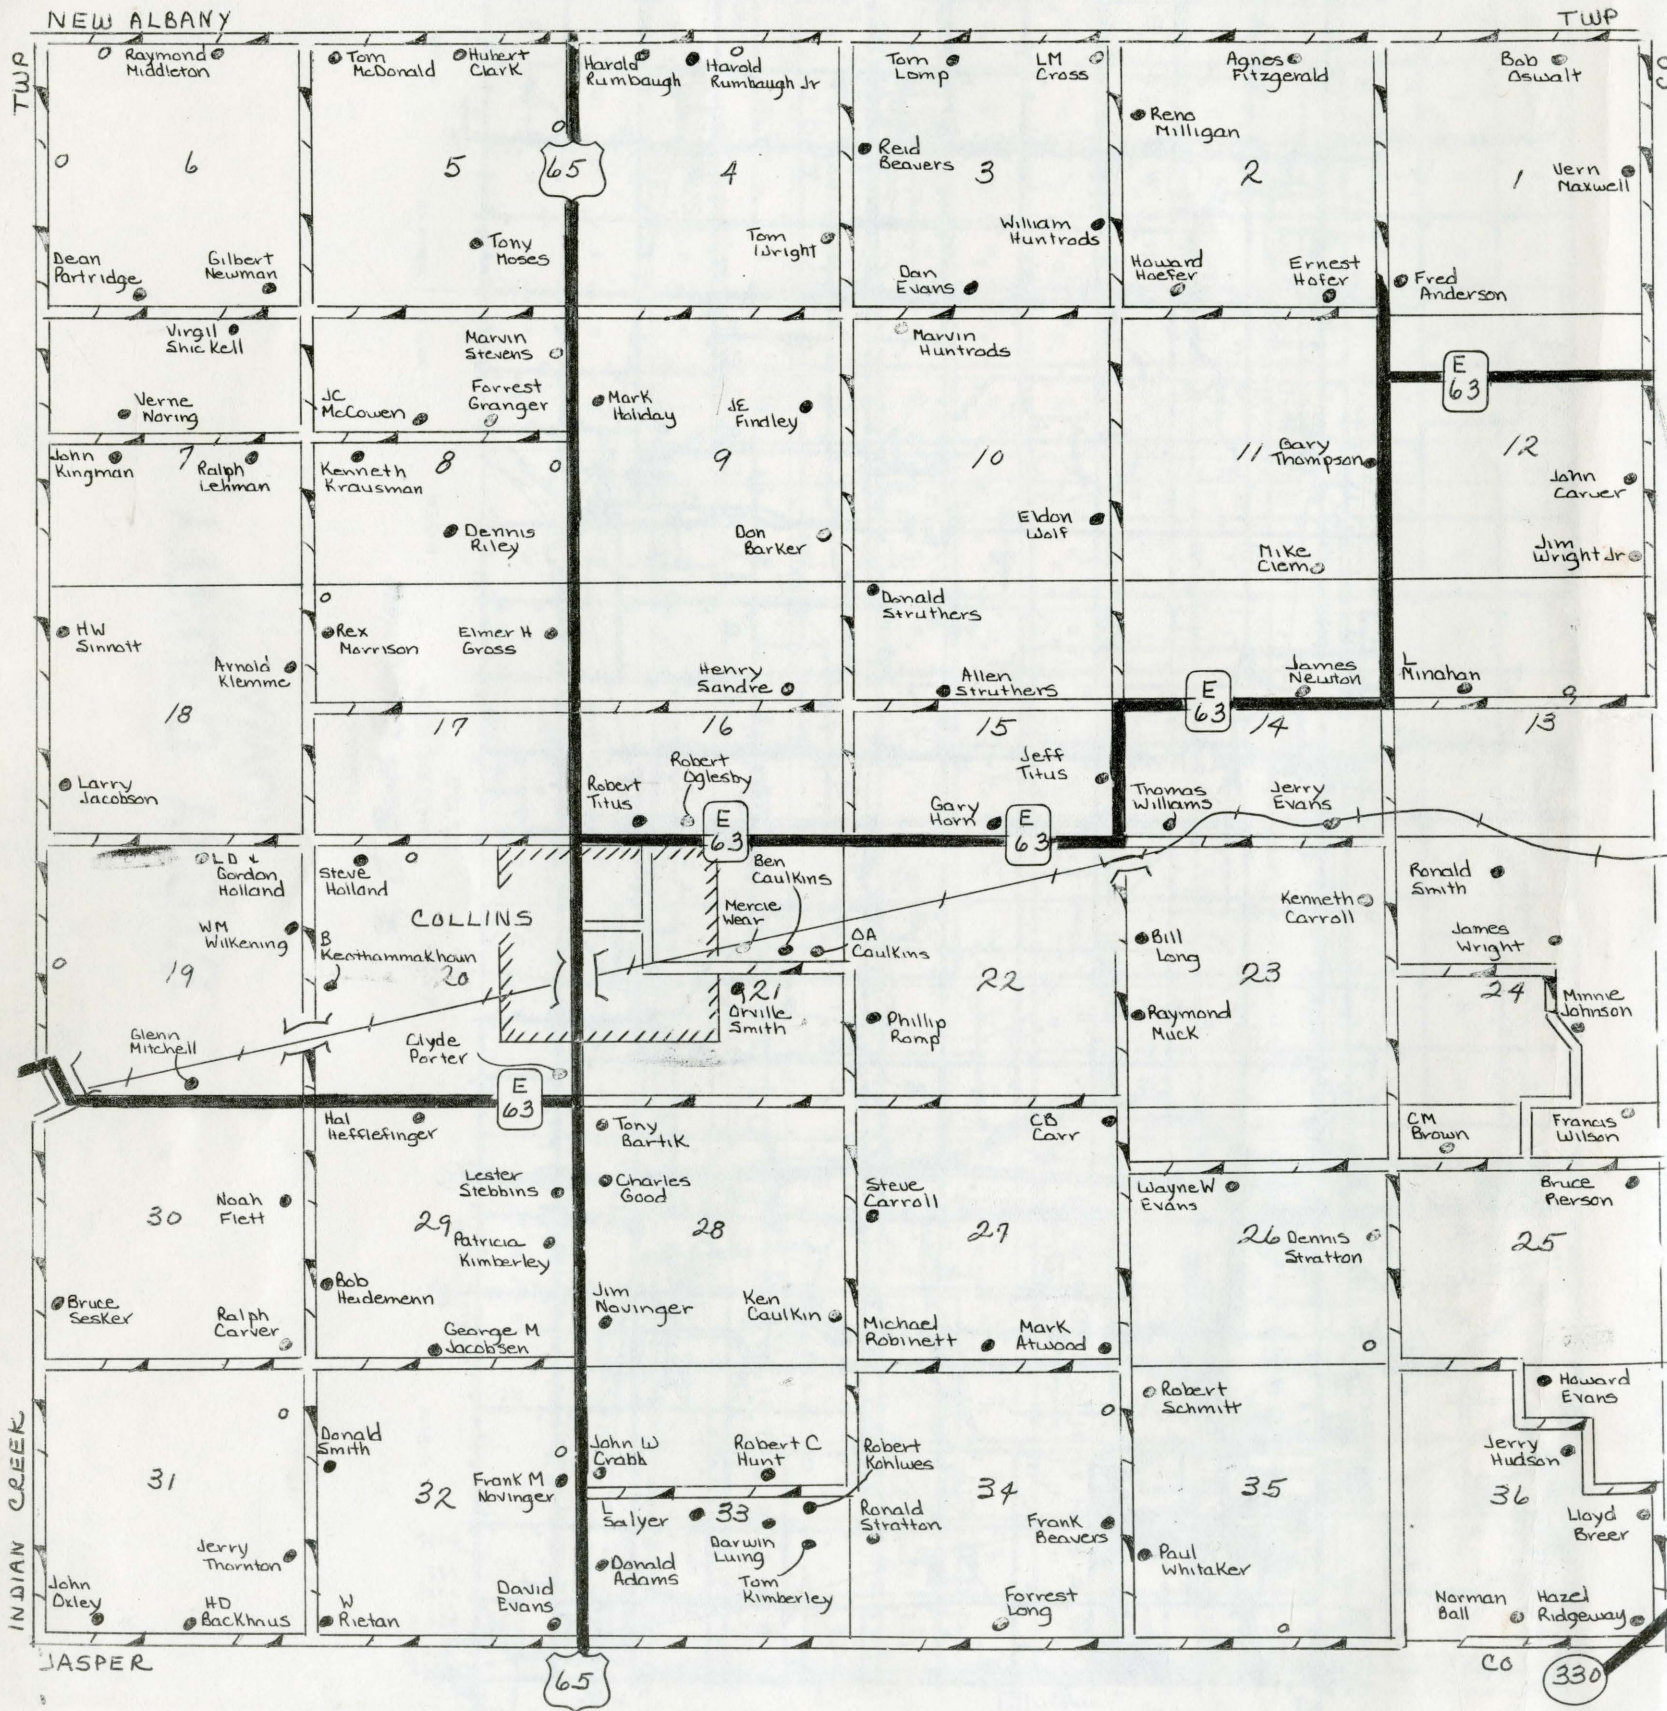 NEW ALBANY
TWP
TWP
CO
Raymond
Middleton
Tom
McDonald
Hubert
Clark
Harold
Rumbaugh
Harold
Rumbaugh Jr
Tom
Lomp
LM
Cross
Agnes
Fitzgerald
Bob
Oswalt
Reno
Milligan
Reid
Beavers
6
5
65
4
3
2
1
Vern
Maxwell
Dean
Partridge
Gilbert
Newman
Tony
Moses
Tom
Wright
William
Huntrods
Dan
Evans
Howard
Hoefer
Ernest
Hofer
Fred
Anderson
Virgil
Shickell
Marvin
Stevens
Marvin
Huntrods
E
63
Verne
Noring
JC
McCowen
Forrest
Granger
Mark
Holiday
JE
Findley
John
Kingman
7
Ralph
Lehman
Kenneth
Krausman
8
9
10
11
Gary
Thompson
12
John
Carver
Dennis
Riley
Don
Barker
Eldon
Wolf
Mike
Clem
Jim
Wright Jr
Donald
Struthers
HW
Sinnott
Rex
Morrison
Elmer H
Gross
Arnold
Klemme
Henry
Sandre
Allen
Struthers
James
Newton
L
Minahan
E
63
18
17
16
15
14
13
Larry
Jacobson
Robert
Titus
Robert
Oglesby
Jeff
Titus
Gary
Horn
Thomas
Williams
Jerry
Evans
E
63
E
63
LD &
Gordon
Holland
Steve
Holland
Ben
Caulkins
Ronald
Smith
Kenneth
Carroll
COLLINS
Mercie
Wear
OA
Caulkins
WM
Wilkening
B
Keothammakhoun
Bill
Long
James
Wright
19
20
21
Orville
Smith
22
23
24
Minnie
Johnson
Glenn
Mitchell
Clyde
Porter
Phillip
Romp
Raymond
Muck
E
63
Hal
Hefflefinger
Tony
Bartik
CB
Carr
CM
Brown
Francis
Wilson
Lester
Stebbins
Charles
Good
Steve
Carroll
Wayne W
Evans
Bruce
Pierson
30
Noah
Flett
29
Patricia
Kimberley
28
27
26
Dennis
Stratton
25
Bruce
Sesker
Ralph
Carver
Bob
Heidemenn
George M
Jacobsen
Jim
Novinger
Ken
Caulkin
Michael
Robinett
Mark
Atwood
Howard
Evans
Robert
Schmitt
INDIAN CREEK
Donald
Smith
John W
Crabb
Robert C
Hunt
Robert
Kohlwes
Jerry
Hudson
31
32
Frank M
Novinger
33
34
35
36
L
Salyer
Darwin
Luing
Ronald
Stratton
Frank
Beavers
Lloyd
Breer
Jerry
Thornton
Donald
Adams
Tom
Kimberley
Paul
Whitaker
John
Oxley
HD
Backhaus
W
Rietan
David
Evans
Forrest
Long
Norman
Ball
Hazel
Ridgeway
JASPER
65
CO
330